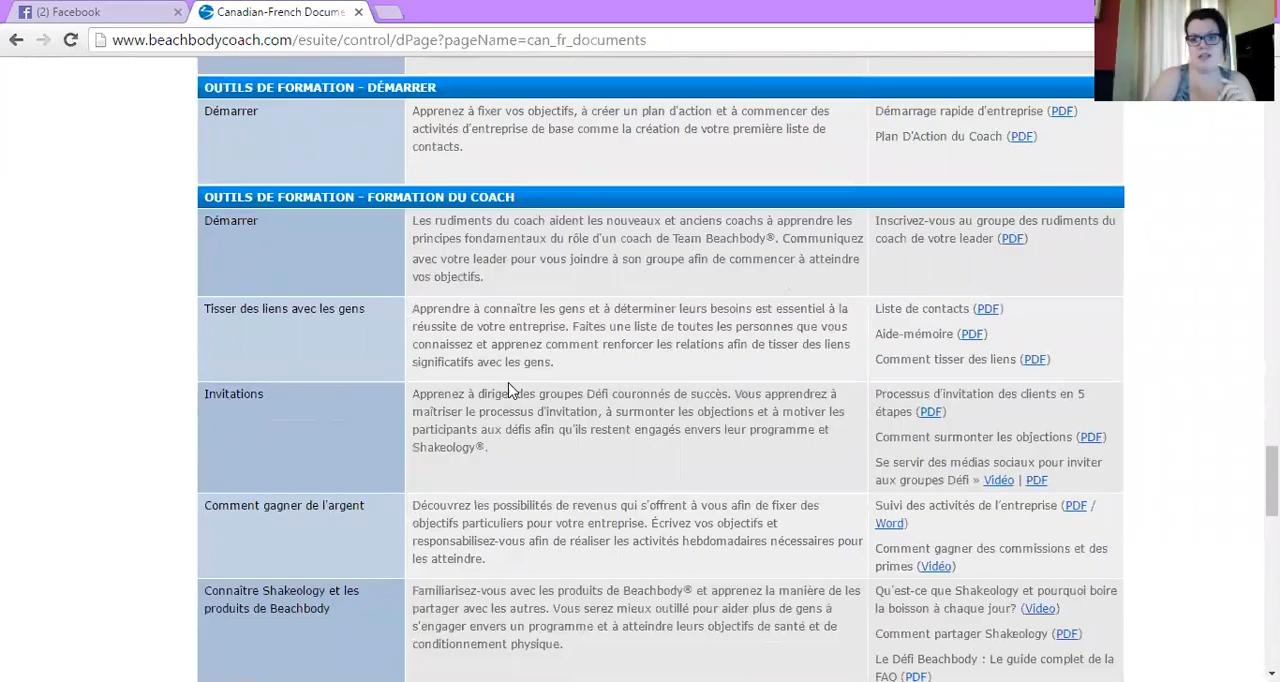 (2) Facebook
Canadian-French Docume
www.beachbodycoach.com/esuite/control/dPage?pageName=can_fr_documents
OUTILS DE FORMATION - DÉMARRER
Démarrer
Apprenez à fixer vos objectifs, à créer un plan d'action et à commencer des
activités d'entreprise de base comme la création de votre première liste de
contacts.
Démarrage rapide d'entreprise (PDF)
Plan D'Action du Coach (PDF)
OUTILS DE FORMATION - FORMATION DU COACH
Démarrer
Les rudiments du coach aident les nouveaux et anciens coachs à apprendre les
principes fondamentaux du rôle d'un coach de Team Beachbody®. Communiquez
avec votre leader pour vous joindre à son groupe afin de commencer à atteindre
vos objectifs.
Inscrivez-vous au groupe des rudiments du
coach de votre leader (PDF)
Tisser des liens avec les gens
Apprendre à connaître les gens et à déterminer leurs besoins est essentiel à la
réussite de votre entreprise. Faites une liste de toutes les personnes que vous
connaissez et apprenez comment renforcer les relations afin de tisser des liens
significatifs avec les gens.
Liste de contacts (PDF)
Aide-mémoire (PDF)
Comment tisser des liens (PDF)
Invitations
Apprenez à diriger des groupes Défi couronnés de succès. Vous apprendrez à
maîtriser le processus d'invitation, à surmonter les objections et à motiver les
participants aux défis afin qu'ils restent engagés envers leur programme et
Shakeology®.
Processus d'invitation des clients en 5
étapes (PDF)
Comment surmonter les objections (PDF)
Se servir des médias sociaux pour inviter
aux groupes Défi » Vidéo | PDF
Comment gagner de l'argent
Découvrez les possibilités de revenus qui s'offrent à vous afin de fixer des
objectifs particuliers pour votre entreprise. Écrivez vos objectifs et
responsabilisez-vous afin de réaliser les activités hebdomadaires nécessaires pour
les atteindre.
Suivi des activités de l'entreprise (PDF /
Word)
Comment gagner des commissions et des
primes (Vidéo)
Connaître Shakeology et les
produits de Beachbody
Familiarisez-vous avec les produits de Beachbody® et apprenez la manière de les
partager avec les autres. Vous serez mieux outillé pour aider plus de gens à
s'engager envers un programme et à atteindre leurs objectifs de santé et de
conditionnement physique.
Qu'est-ce que Shakeology et pourquoi boire
la boisson à chaque jour? (Video)
Comment partager Shakeology (PDF)
Le Défi Beachbody : Le guide complet de la
FAQ (PDF)